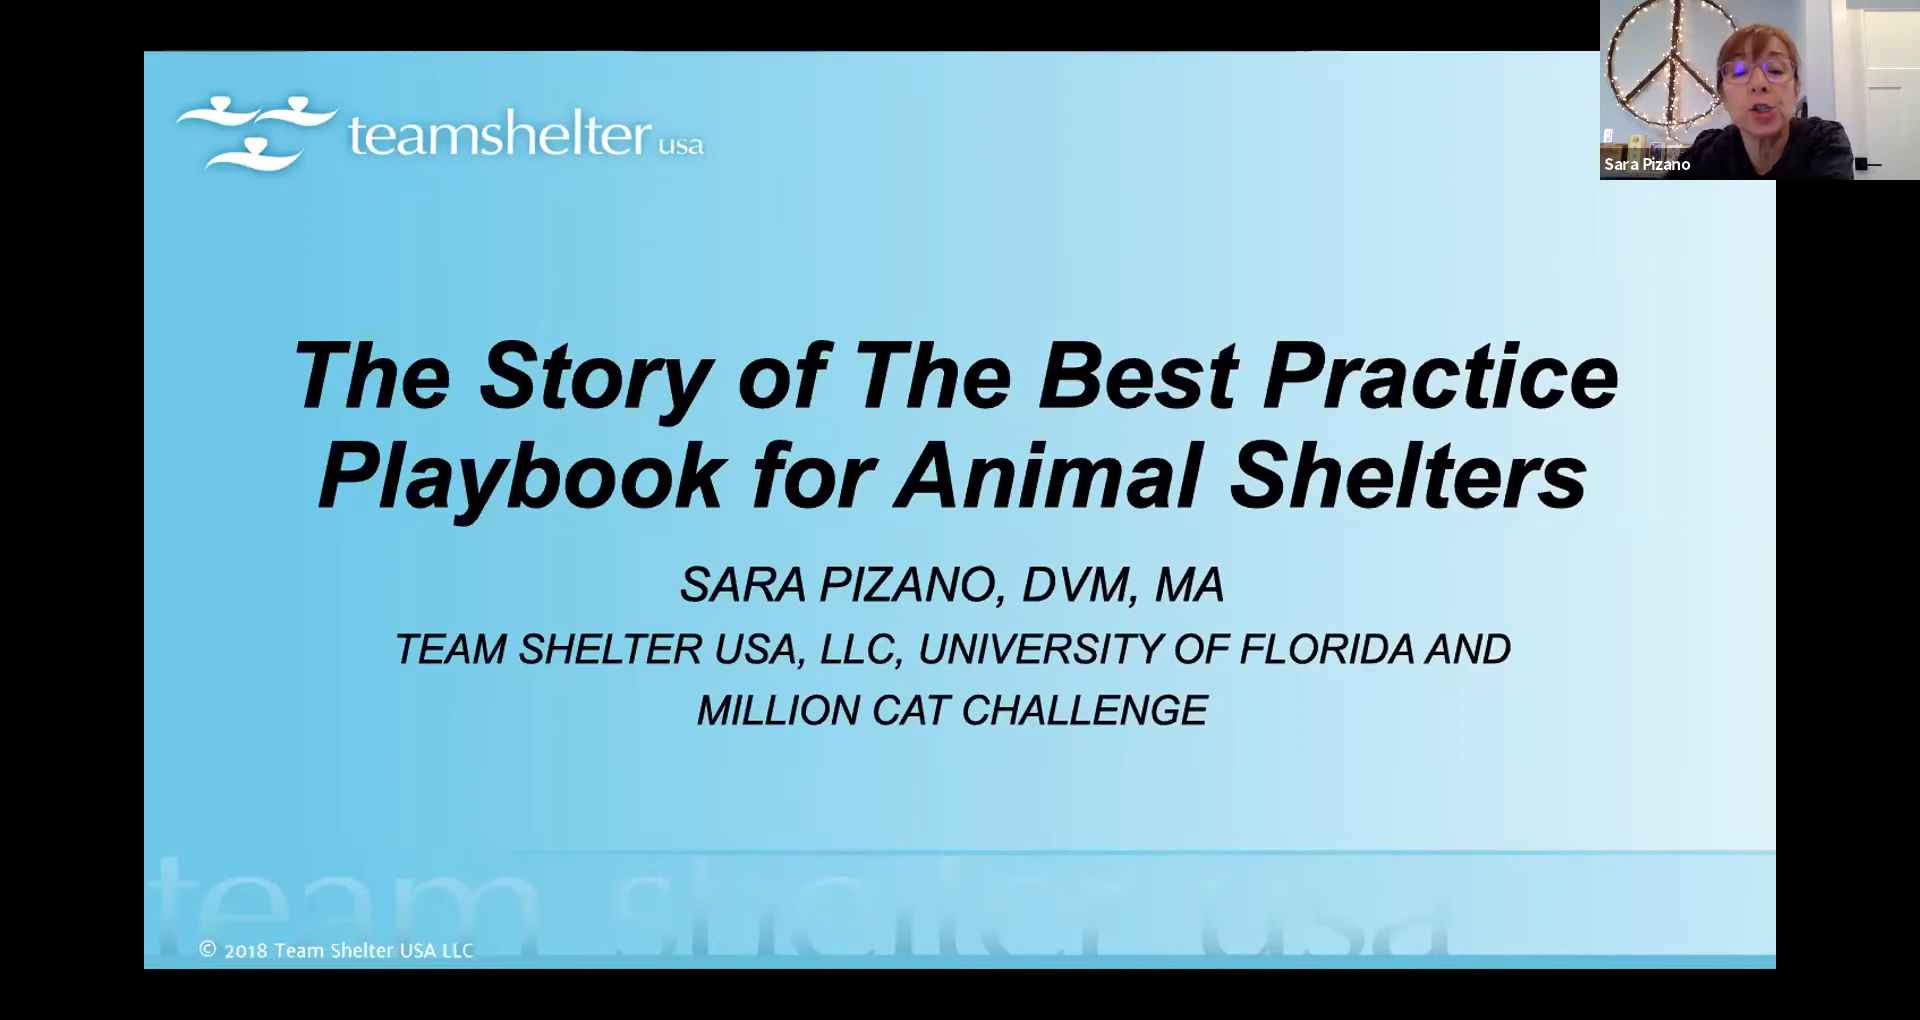 teamshelter usa
Sara Pizano
The Story of The Best Practice
Playbook for Animal Shelters
SARA PIZANO, DVM, MA
TEAM SHELTER USA, LLC, UNIVERSITY OF FLORIDA AND
MILLION CAT CHALLENGE
team shelter usa
© 2018 Team Shelter USA LLC